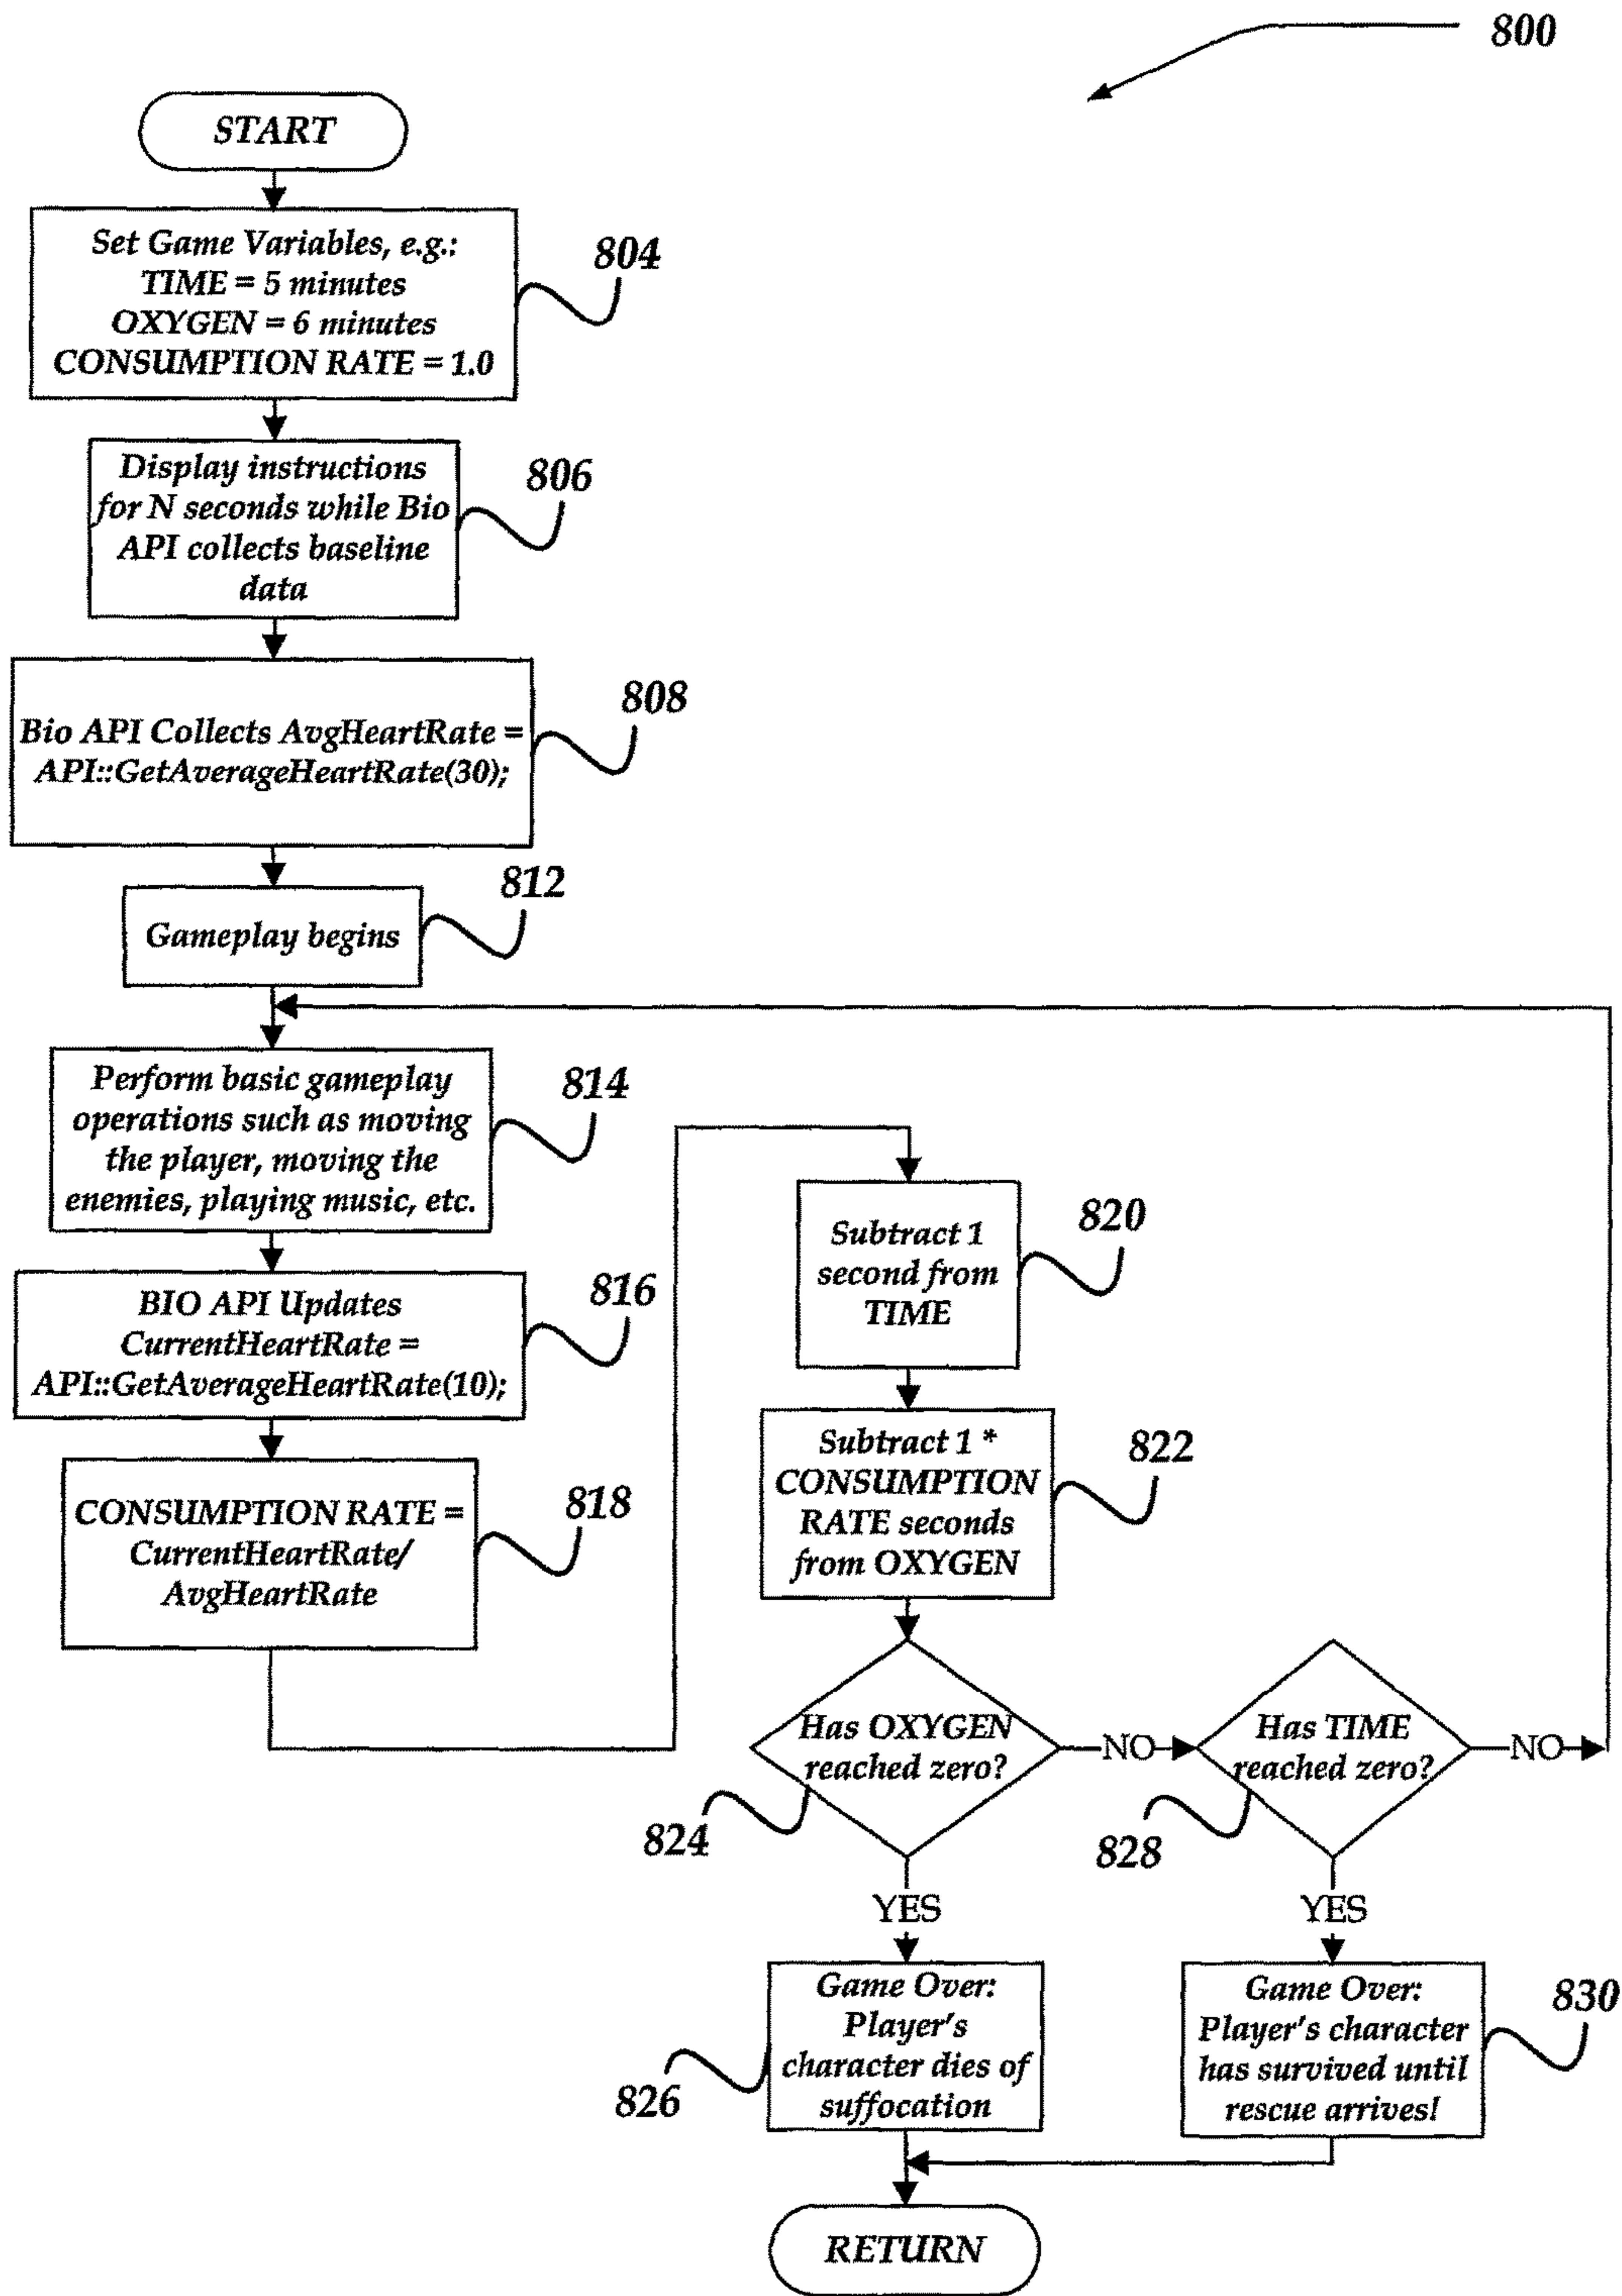 800
START
Set Game Variables, e.g.:
TIME = 5 minutes
OXYGEN = 6 minutes
CONSUMPTION RATE = 1.0
804
Display instructions
for N seconds while Bio
API collects baseline
data
806
Bio API Collects AvgHeartRate =
API::GetAverageHeartRate(30);
808
Gameplay begins
812
Perform basic gameplay
operations such as moving
the player, moving the
enemies, playing music, etc.
814
BIO API Updates
CurrentHeartRate =
API::GetAverageHeartRate(10);
816
CONSUMPTION RATE =
CurrentHeartRate/
AvgHeartRate
818
Subtract 1
second from
TIME
820
Subtract 1 *
CONSUMPTION
RATE seconds
from OXYGEN
822
Has OXYGEN
reached zero?
824
NO
Has TIME
reached zero?
828
NO
YES
YES
Game Over:
Player's
character dies of
suffocation
826
Game Over:
Player's character
has survived until
rescue arrives!
830
RETURN